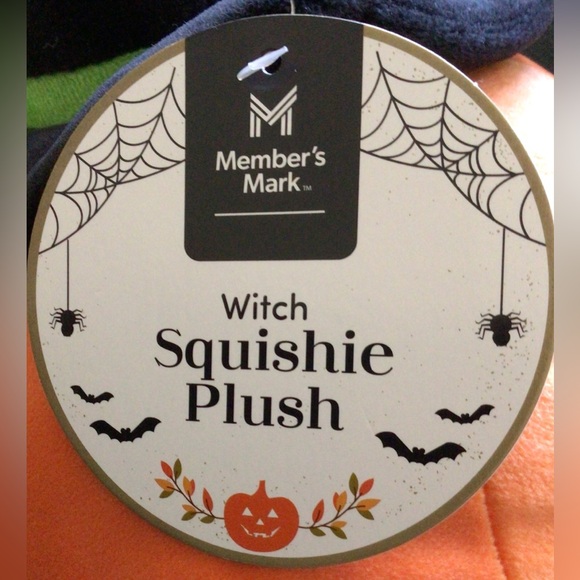 Member's
Mark™
Witch
Squishie
Plush